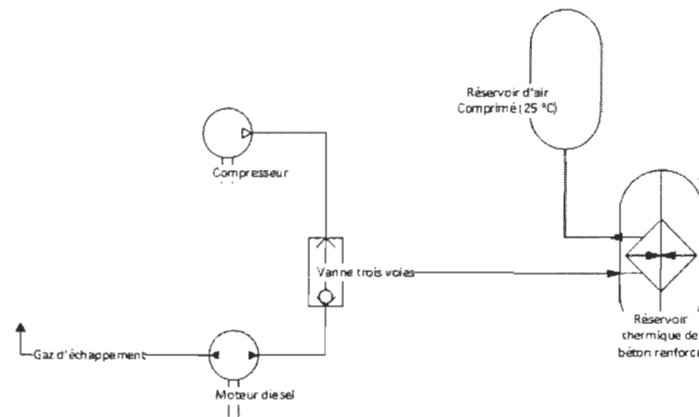 Réservoir d'air
Comprimé (25 °C)
Compresseur
Vanne trois voies
Réservoir
thermique de
béton renforcé
Gaz d'échappement
Moteur diesel